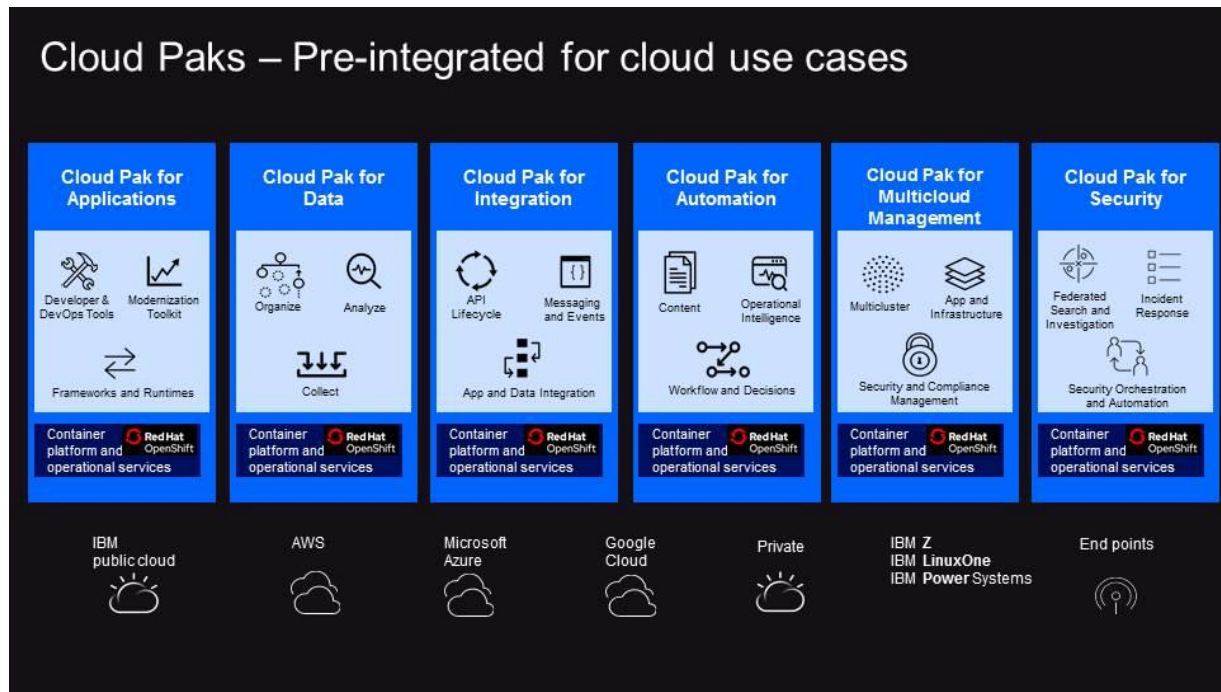 Cloud Paks – Pre-integrated for cloud use cases
Cloud Pak for
Applications
Developer &
DevOps Tools
Modernization
Toolkit
Frameworks and Runtimes
Container
platform and
operational services
Red Hat
OpenShift
Cloud Pak for
Data
Organize
Analyze
Collect
Container
platform and
operational services
Red Hat
OpenShift
Cloud Pak for
Integration
API
Lifecycle
Messaging
and Events
App and Data Integration
Container
platform and
operational services
Red Hat
OpenShift
Cloud Pak for
Automation
Content
Operational
Intelligence
Workflow and Decisions
Container
platform and
operational services
Red Hat
OpenShift
Cloud Pak for
Multicloud
Management
Multicluster
App and
Infrastructure
Security and Compliance
Management
Container
platform and
operational services
Red Hat
OpenShift
Cloud Pak for
Security
Federated
Search and
Investigation
Incident
Response
Security Orchestration
and Automation
Container
platform and
operational services
Red Hat
OpenShift
IBM
public cloud
AWS
Microsoft
Azure
Google
Cloud
Private
IBM Z
IBM LinuxOne
IBM Power Systems
End points